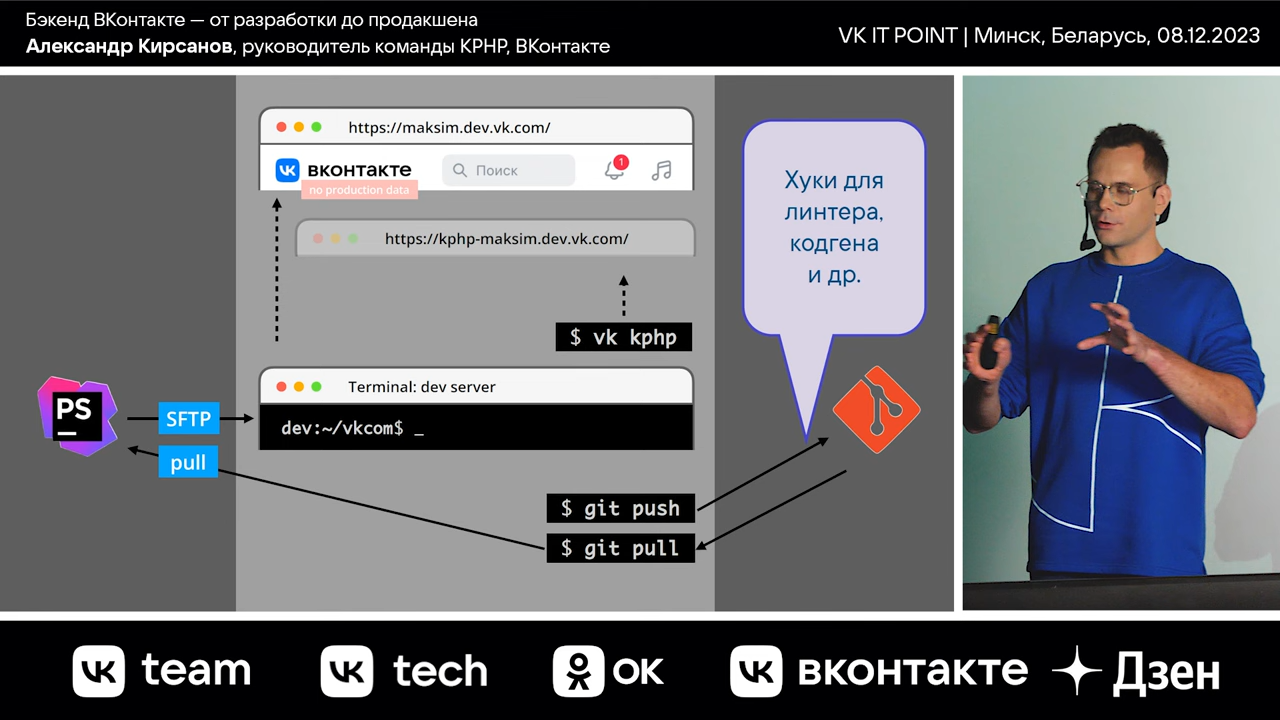 Бэкенд ВКонтакте — от разработки до продакшена
Александр Кирсанов, руководитель команды KPHP, ВКонтакте
VK IT POINT | Минск, Беларусь, 08.12.2023
https://maksim.dev.vk.com/
вконтакте
Поиск
1
no production data
https://kphp-maksim.dev.vk.com/
$ vk kphp
Хуки для
линтера,
кодгена
и др.
Terminal: dev server
dev:~/vkcom$ _
PS
SFTP
pull
$ git push
$ git pull
team
tech
ок
вконтакте
Дзен